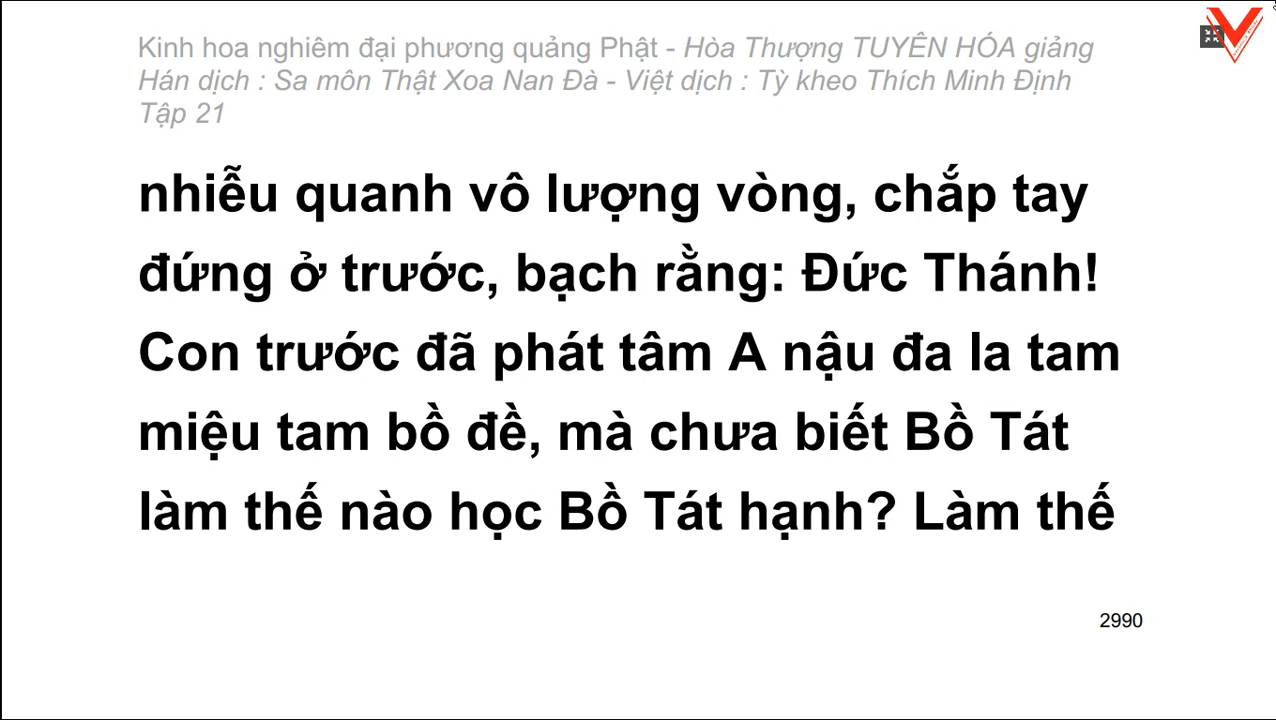 Kinh hoa nghiêm đại phương quảng Phật - Hòa Thượng TUYÊN HÓA giảng
Hán dịch : Sa môn Thật Xoa Nan Đà - Việt dịch : Tỳ kheo Thích Minh Định
Tập 21
nhiễu quanh vô lượng vòng, chắp tay
đứng ở trước, bạch rằng: Đức Thánh!
Con trước đã phát tâm A nậu đa la tam
miệu tam bồ đề, mà chưa biết Bồ Tát
làm thế nào học Bồ Tát hạnh? Làm thế
2990